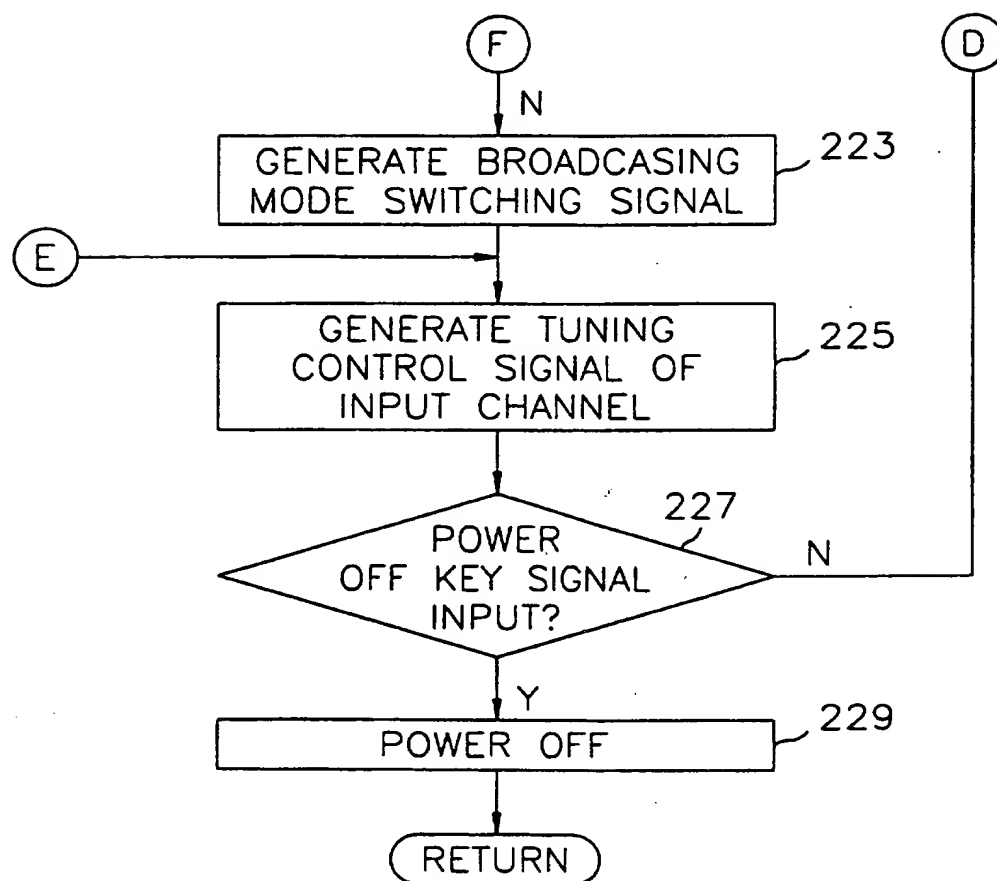 F
D
N
GENERATE BROADCASING
MODE SWITCHING SIGNAL
223
E
GENERATE TUNING
CONTROL SIGNAL OF
INPUT CHANNEL
225
POWER
OFF KEY SIGNAL
INPUT?
227
N
Y
POWER OFF
229
RETURN